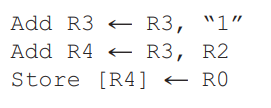 Add R3 ← R3, “1”
Add R4 ← R3, R2
Store [R4] ← R0